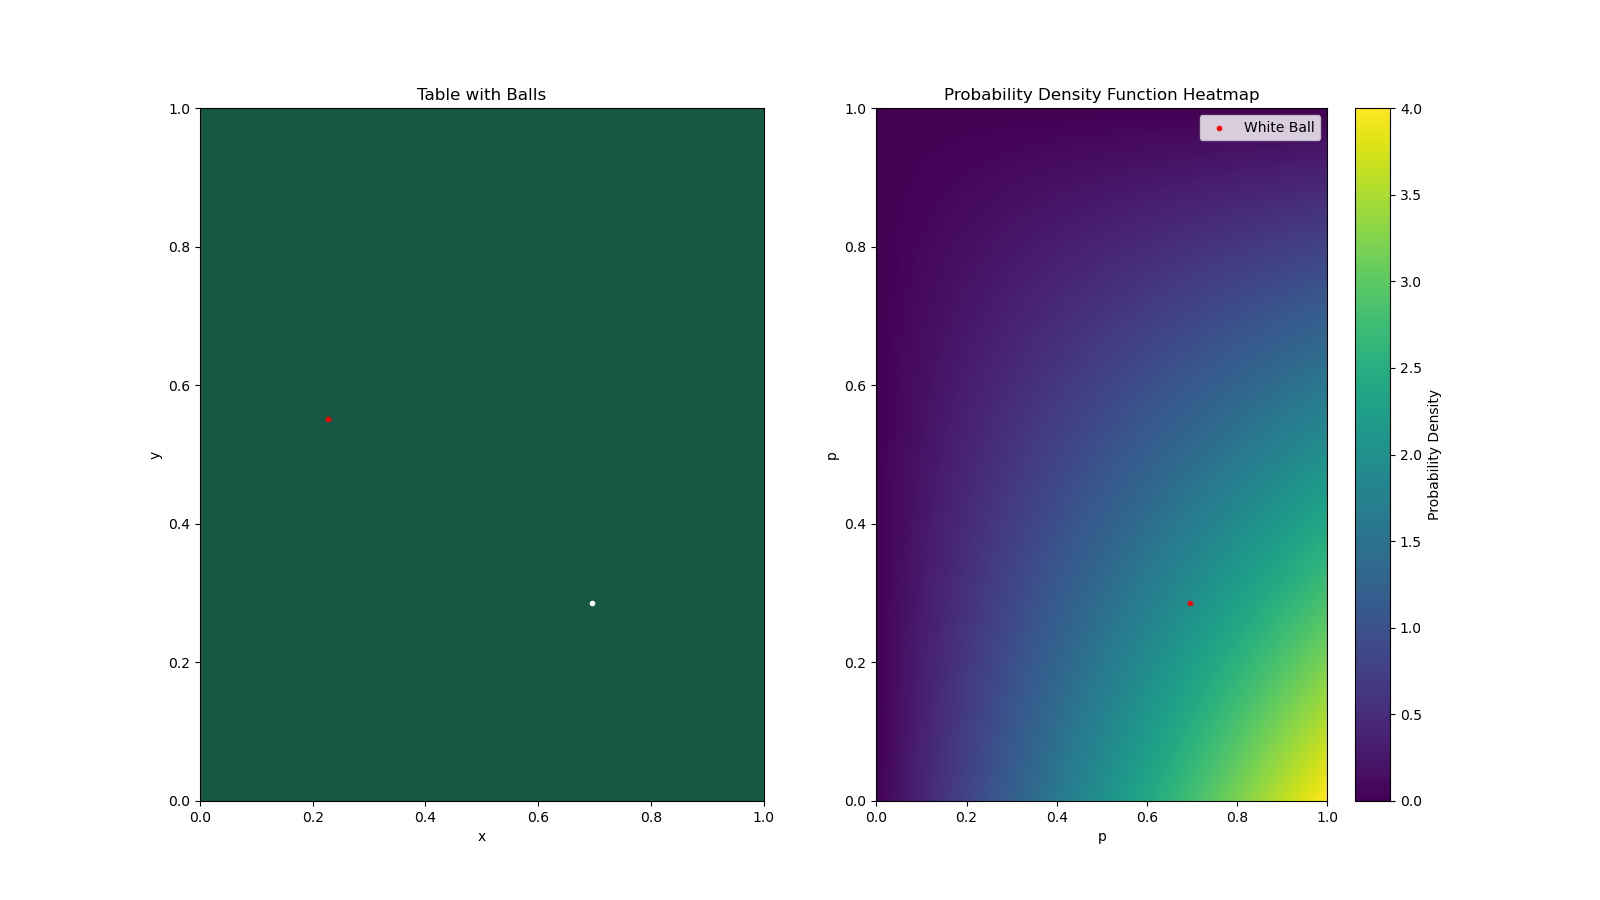 Table with Balls
1.0
0.8
0.6
0.4
0.2
0.0
y
0.0 0.2 0.4 0.6 0.8 1.0
x
Probability Density Function Heatmap
White Ball
1.0
0.8
0.6
0.4
0.2
0.0
p
0.0 0.2 0.4 0.6 0.8 1.0
p
4.0
3.5
3.0
2.5
2.0
1.5
1.0
0.5
0.0
Probability Density